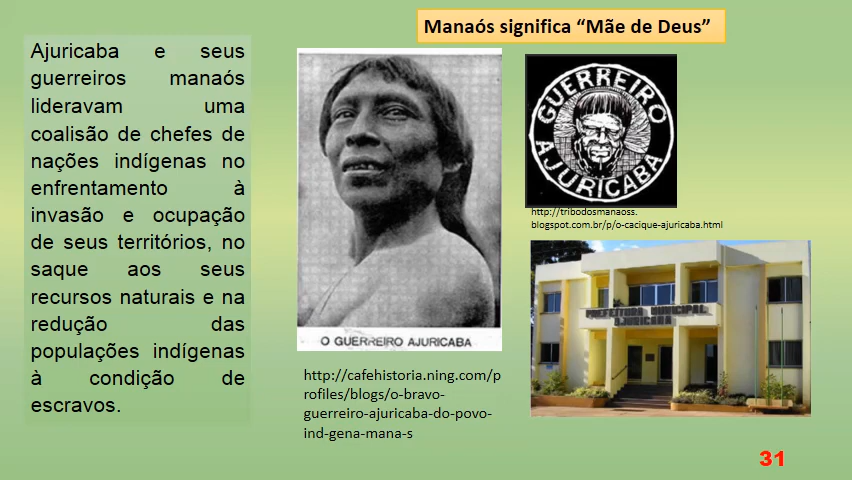 Manaós significa “Mãe de Deus”
Ajuricaba e seus
guerreiros manaós
lideravam uma
coalisão de chefes de
nações indígenas no
enfrentamento à
invasão e ocupação
de seus territórios, no
saque aos seus
recursos naturais e na
redução das
populações indígenas
à condição de
escravos.
O GUERREIRO AJURICABA
http://cafehistoria.ning.com/p
rofiles/blogs/o-bravo-
guerreiro-ajuricaba-do-povo-
ind-gena-mana-s
GUERREIRO
AJURICABA
http://tribodosmanaoss.
blogspot.com.br/p/o-cacique-ajuricaba.html
PREFEITURA MUNICIPAL
AJURICABA
31